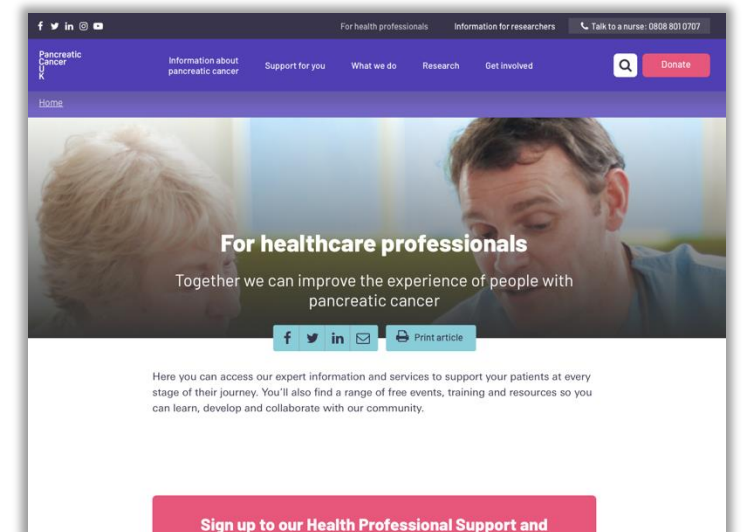 For health professionals
Information for researchers
Talk to a nurse: 0808 801 0707
Pancreatic
Cancer
U
K
Information about
pancreatic cancer
Support for you
What we do
Research
Get involved
Donate
Home
For healthcare professionals
Together we can improve the experience of people with
pancreatic cancer
Print article
Here you can access our expert information and services to support your patients at every
stage of their journey. You'll also find a range of free events, training and resources so you
can learn, develop and collaborate with our community.
Sign up to our Health Professional Support and